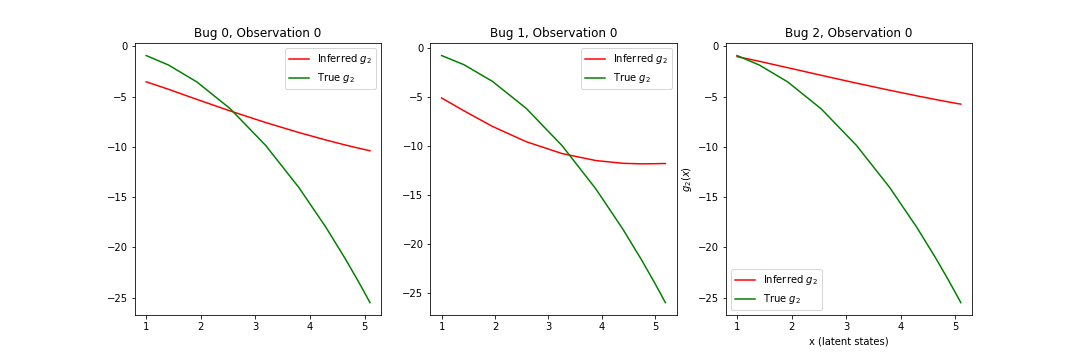 Bug 0, Observation 0
0
−5
−10
−15
−20
−25
1 2 3 4 5
Inferred g₂
True g₂
Bug 1, Observation 0
0
−5
−10
−15
−20
−25
1 2 3 4 5
Inferred g₂
True g₂
Bug 2, Observation 0
g₂(x)
0
−5
−10
−15
−20
−25
1 2 3 4 5
x (latent states)
Inferred g₂
True g₂